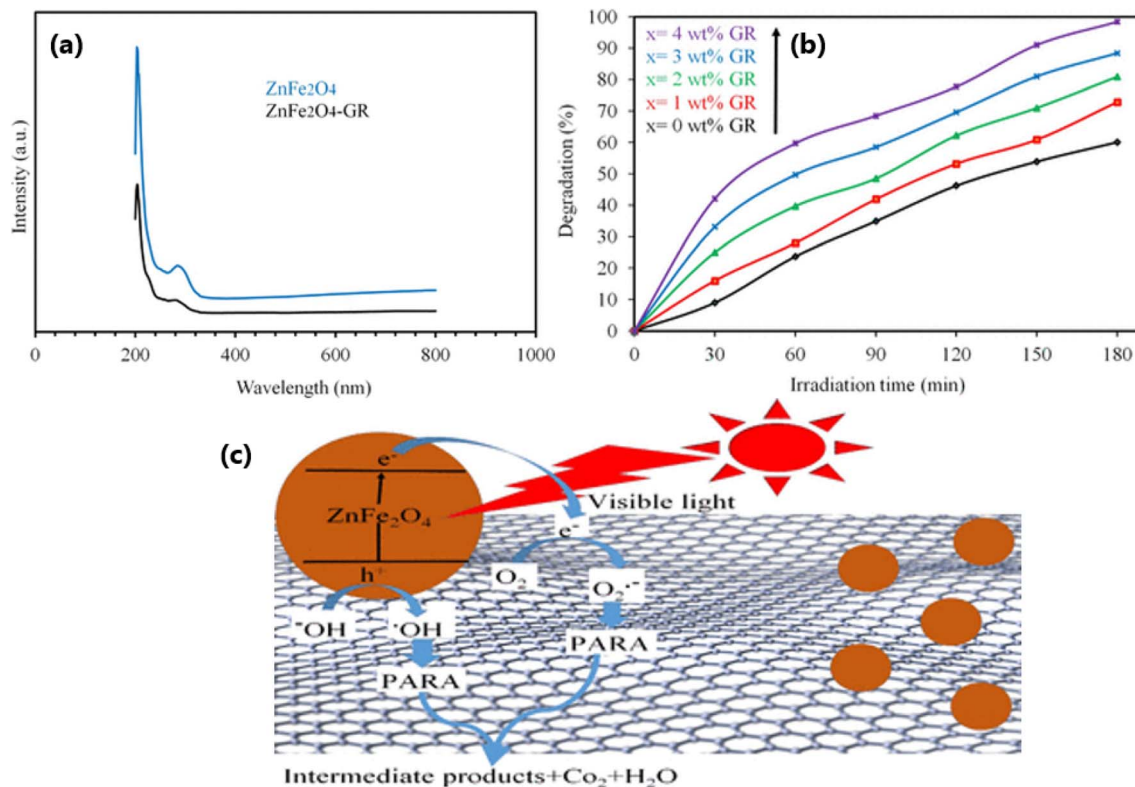 (a)
ZnFe2O4
ZnFe2O4-GR
Intensity (a.u.)
0 200 400 600 800 1000
Wavelength (nm)
(b)
x= 4 wt% GR
x= 3 wt% GR
x= 2 wt% GR
x= 1 wt% GR
x= 0 wt% GR
Degradation (%)
100
90
80
70
60
50
40
30
20
10
0
0 30 60 90 120 150 180
Irradiation time (min)
(c)
e⁻
ZnFe₂O₄
h⁺
Visible light
e⁻
O₂
O₂•⁻
⁻OH
•OH
PARA
PARA
Intermediate products+Co₂+H₂O